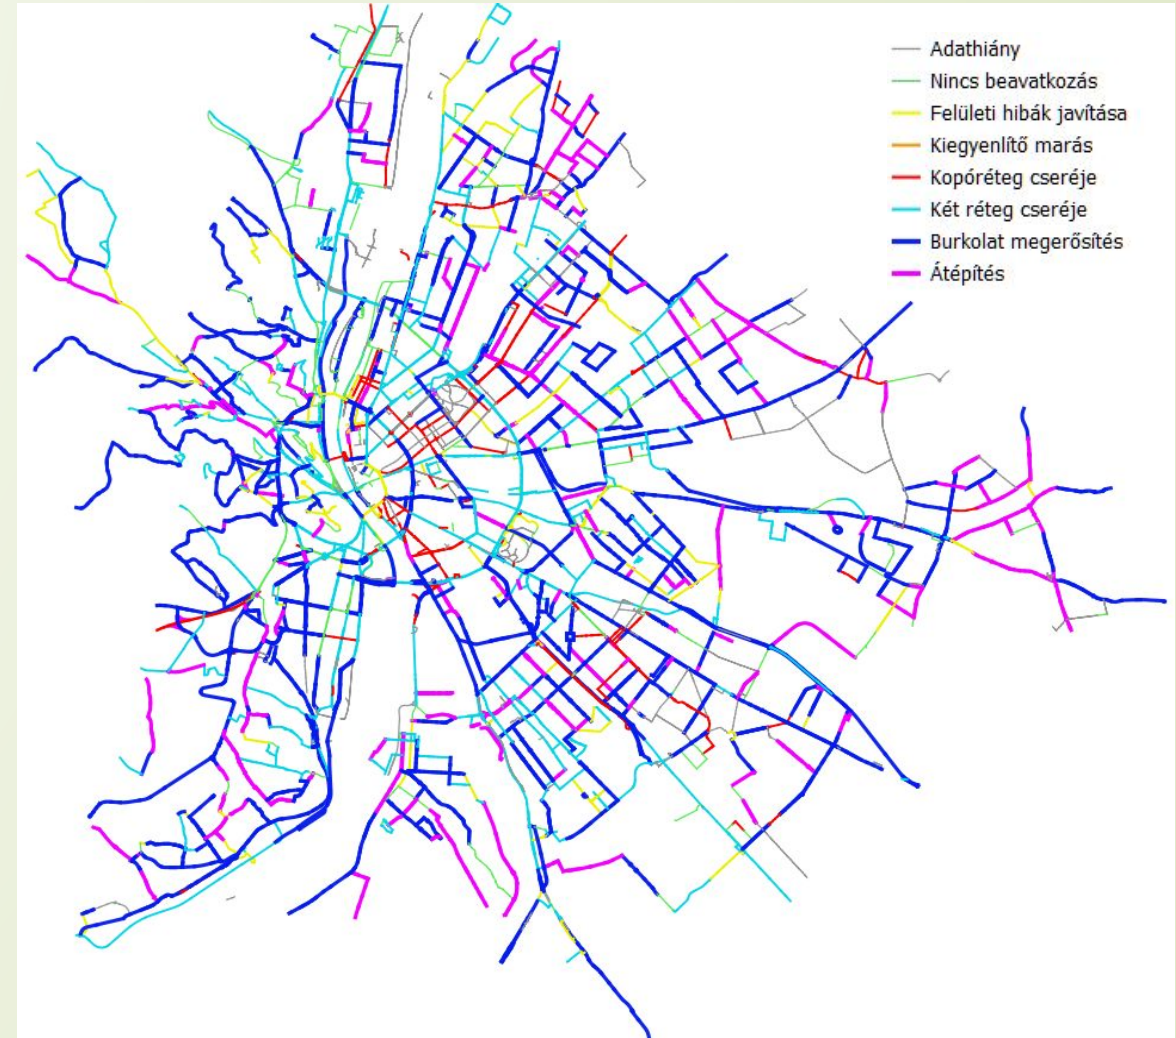 Adathiány
Nincs beavatkozás
Felületi hibák javítása
Kiegyenlítő marás
Kopóréteg cseréje
Két réteg cseréje
Burkolat megerősítés
Átépítés